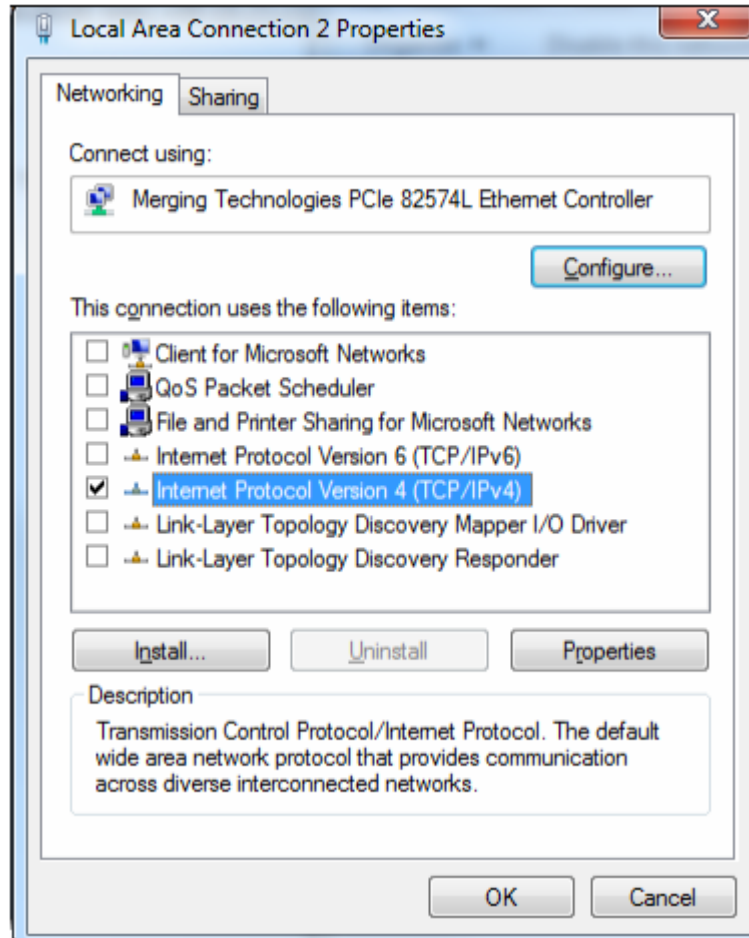 Local Area Connection 2 Properties
Networking
Sharing
Connect using:
Merging Technologies PCIe 82574L Ethernet Controller
Configure...
This connection uses the following items:
Client for Microsoft Networks
QoS Packet Scheduler
File and Printer Sharing for Microsoft Networks
Internet Protocol Version 6 (TCP/IPv6)
Internet Protocol Version 4 (TCP/IPv4)
Link-Layer Topology Discovery Mapper I/O Driver
Link-Layer Topology Discovery Responder
Install...
Uninstall
Properties
Description
Transmission Control Protocol/Internet Protocol. The default
wide area network protocol that provides communication
across diverse interconnected networks.
OK
Cancel